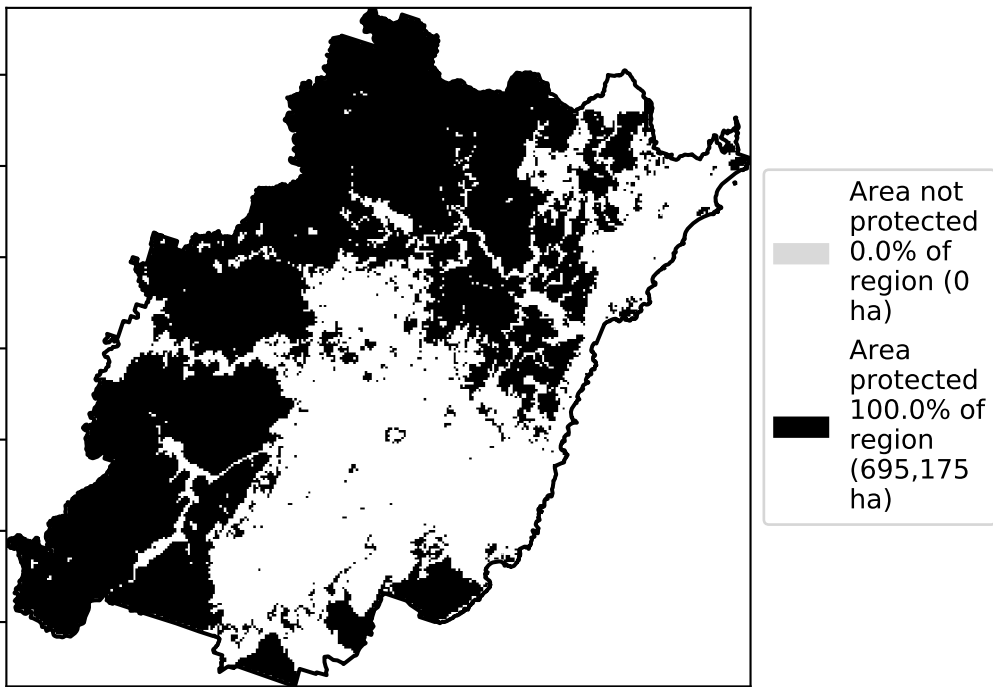 Area not
protected
0.0% of
region (0
ha)
Area
protected
100.0% of
region
(695,175
ha)